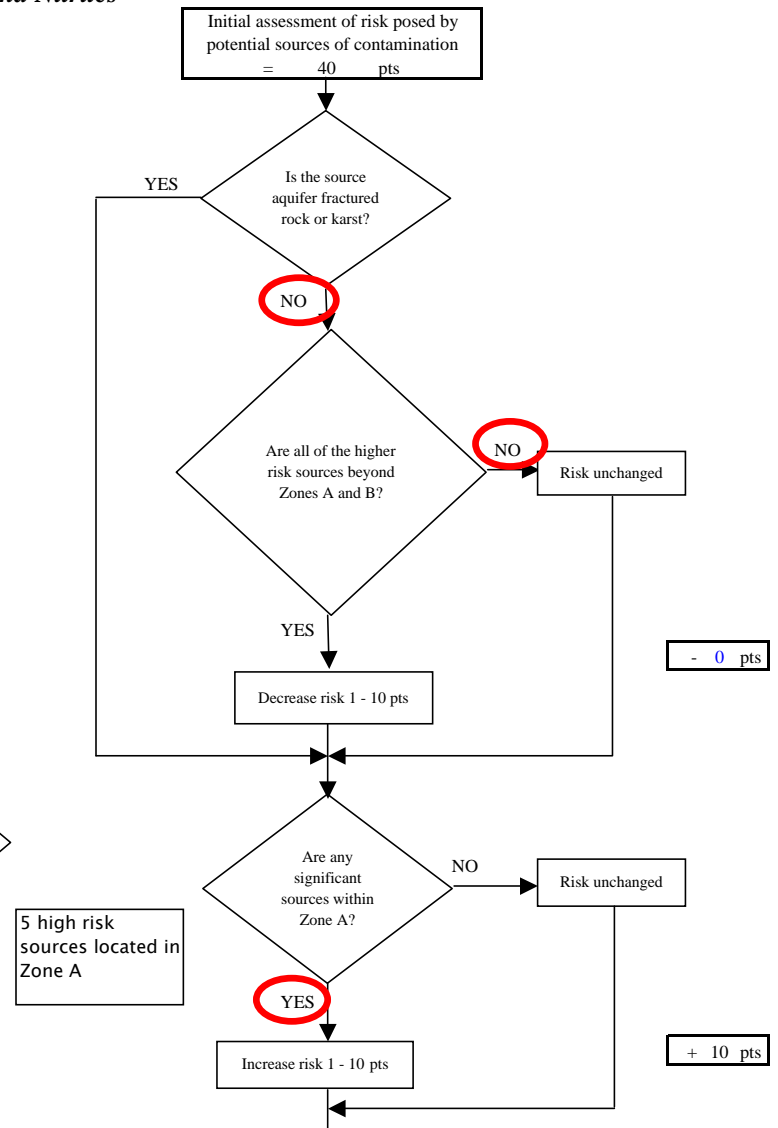 Initial assessment of risk posed by
potential sources of contamination
= 40 pts
Is the source
aquifer fractured
rock or karst?
YES
NO
Are all of the higher
risk sources beyond
Zones A and B?
NO
Risk unchanged
YES
- 0 pts
Decrease risk 1 - 10 pts
Are any
significant
sources within
Zone A?
NO
Risk unchanged
5 high risk
sources located in
Zone A
YES
Increase risk 1 - 10 pts
+ 10 pts